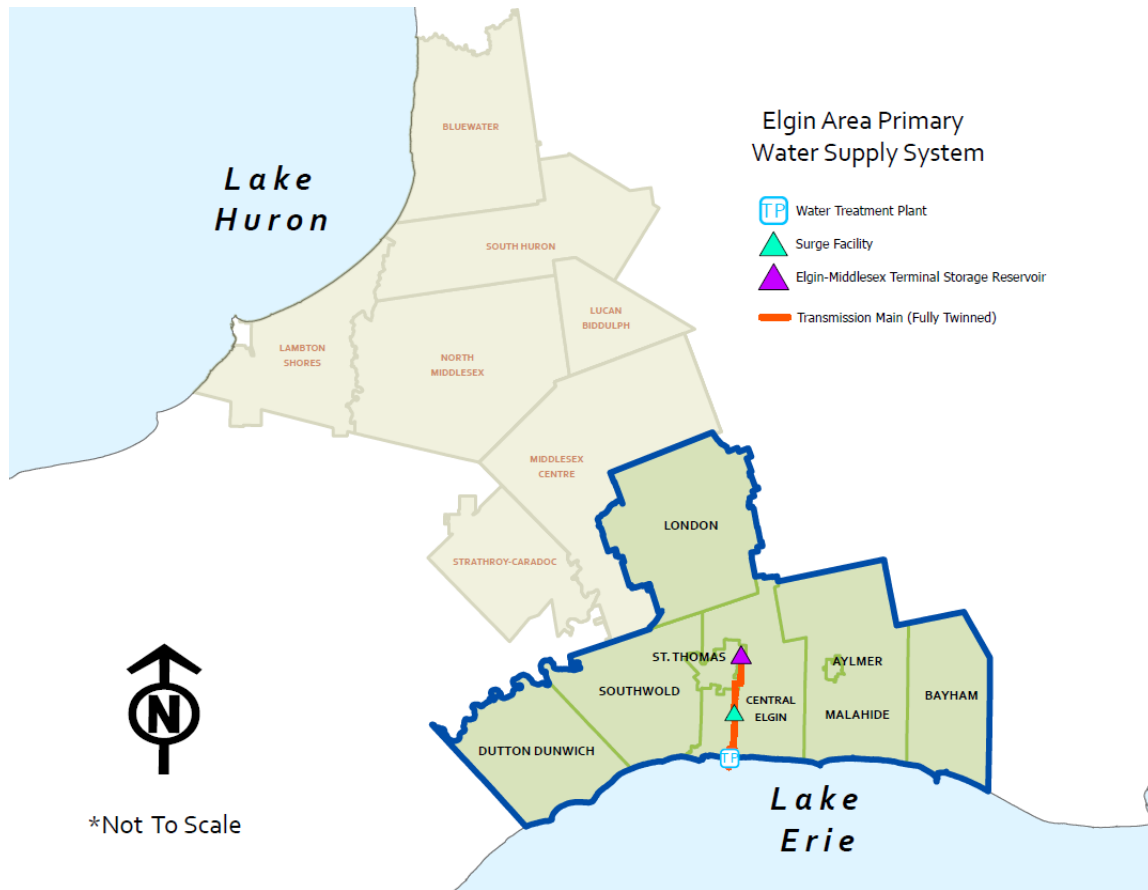 BLUEWATER
Elgin Area Primary
Water Supply System
Lake
Huron
TP Water Treatment Plant
Surge Facility
SOUTH HURON
Elgin-Middlesex Terminal Storage Reservoir
LUCAN
BIDDULPH
Transmission Main (Fully Twinned)
LAMBTON
SHORES
NORTH
MIDDLESEX
MIDDLESEX
CENTRE
LONDON
STRATHROY-CARADOC
ST. THOMAS
AYLMER
SOUTHWOLD
BAYHAM
CENTRAL
ELGIN
MALAHIDE
N
DUTTON DUNWICH
TP
Lake
Erie
*Not To Scale